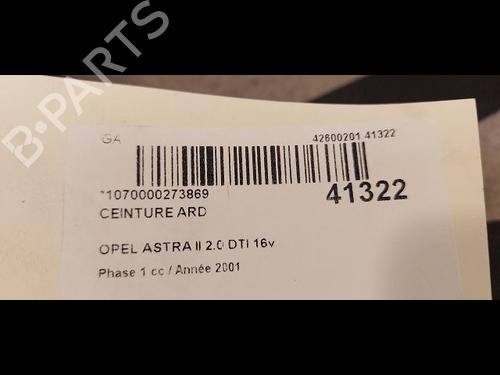 B-PARTS
GA 42600201 41322
*1070000273869 41322
CEINTURE ARD
OPEL ASTRA II 2.0 DTI 16v
Phase 1 cc / Année 2001